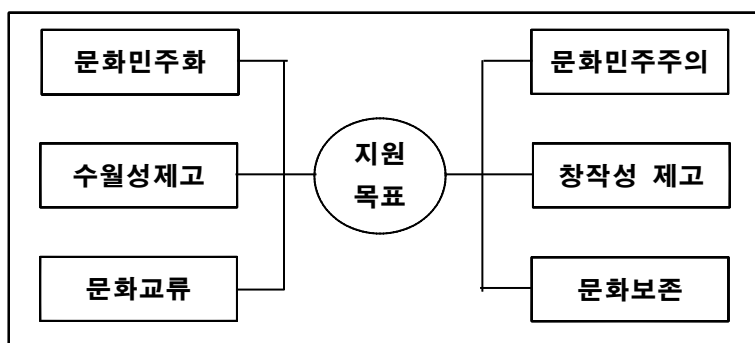 문화민주화
문화민주주의
지원
목표
수월성제고
창작성 제고
문화교류
문화보존